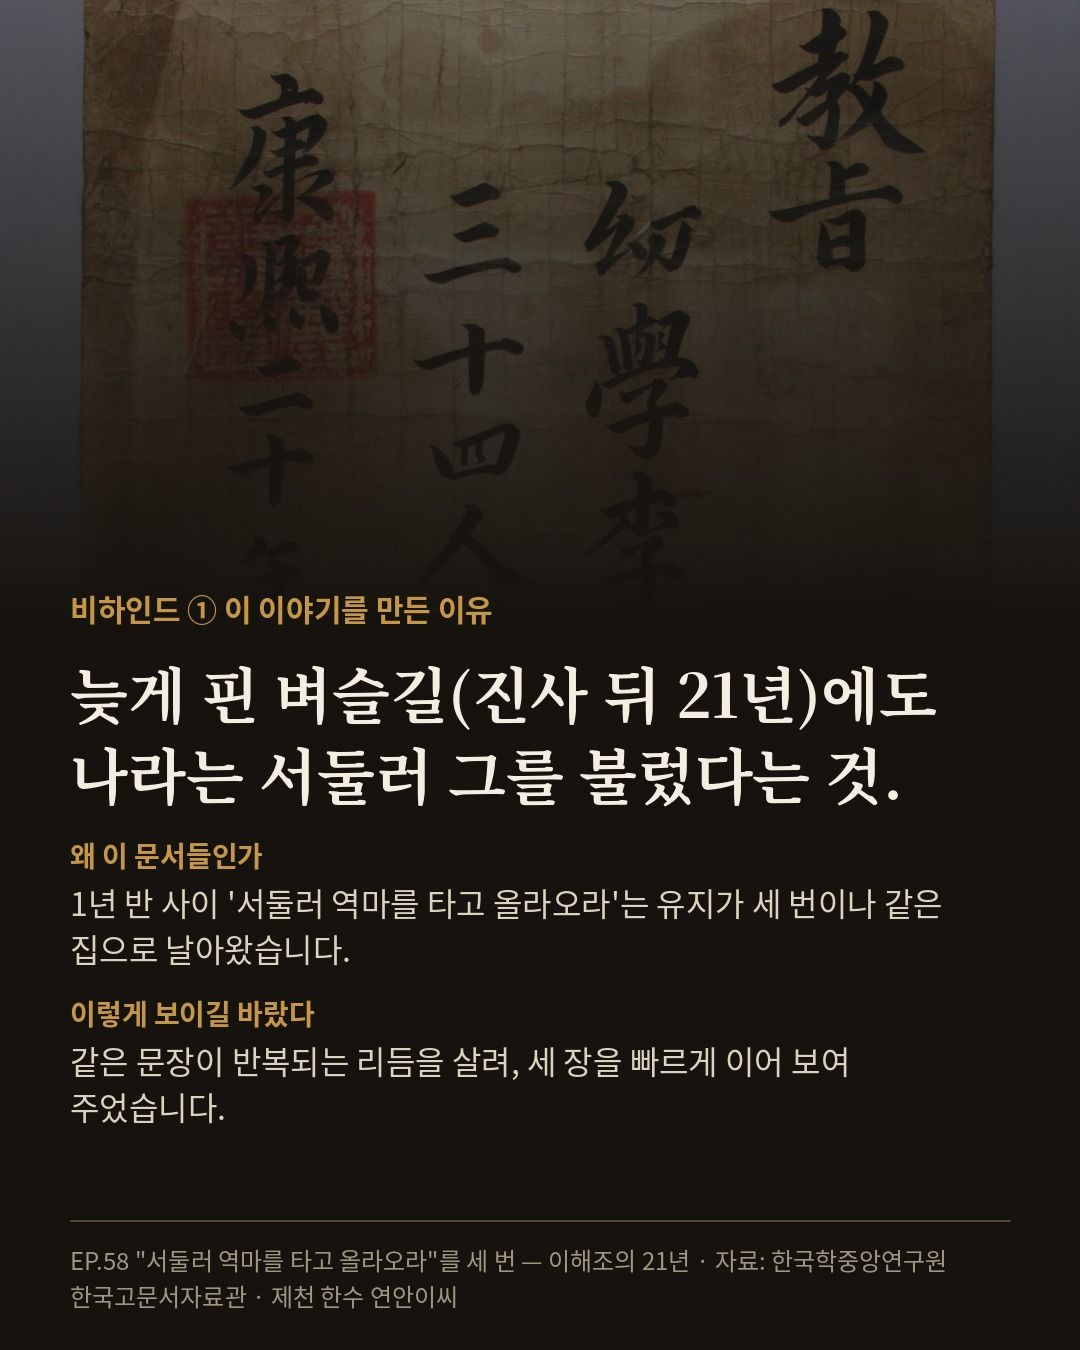 教旨
幼學李
三十四人
康熙二十年
비하인드 ① 이 이야기를 만든 이유
늦게 핀 벼슬길(진사 뒤 21년)에도
나라는 서둘러 그를 불렀다는 것.
왜 이 문서들인가
1년 반 사이 '서둘러 역마를 타고 올라오라'는 유지가 세 번이나 같은
집으로 날아왔습니다.
이렇게 보이길 바랐다
같은 문장이 반복되는 리듬을 살려, 세 장을 빠르게 이어 보여
주었습니다.
EP.58 "서둘러 역마를 타고 올라오라"를 세 번 — 이해조의 21년 · 자료: 한국학중앙연구원
한국고문서자료관 · 제천 한수 연안이씨